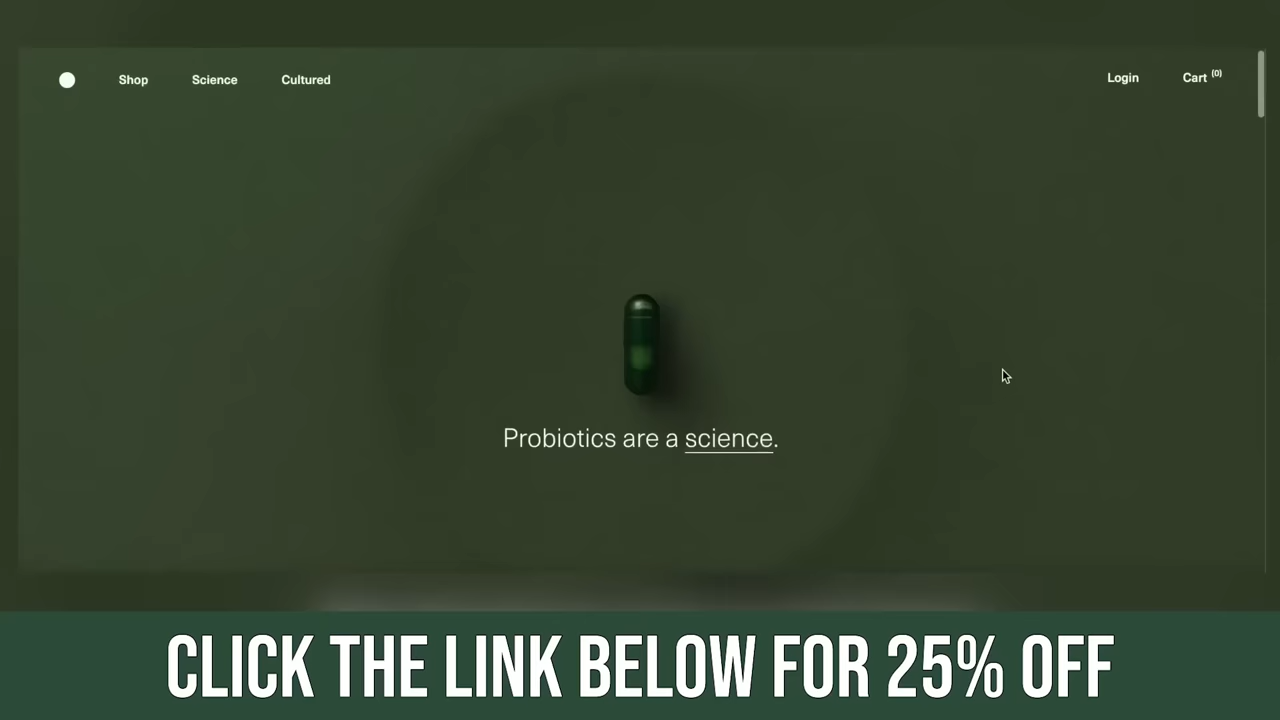 Shop Science Cultured Login Cart (0)
Probiotics are a science.
CLICK THE LINK BELOW FOR 25% OFF